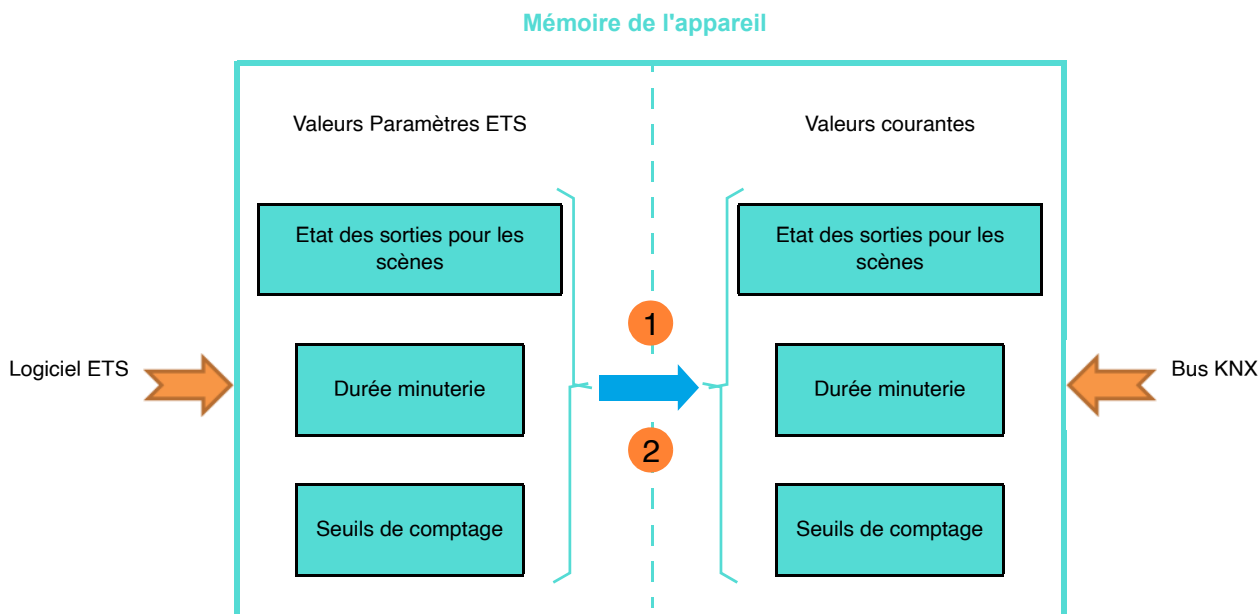 Mémoire de l'appareil
Valeurs Paramètres ETS
Valeurs courantes
Etat des sorties pour les
scènes
Etat des sorties pour les
scènes
1
Logiciel ETS
Durée minuterie
Durée minuterie
Bus KNX
2
Seuils de comptage
Seuils de comptage